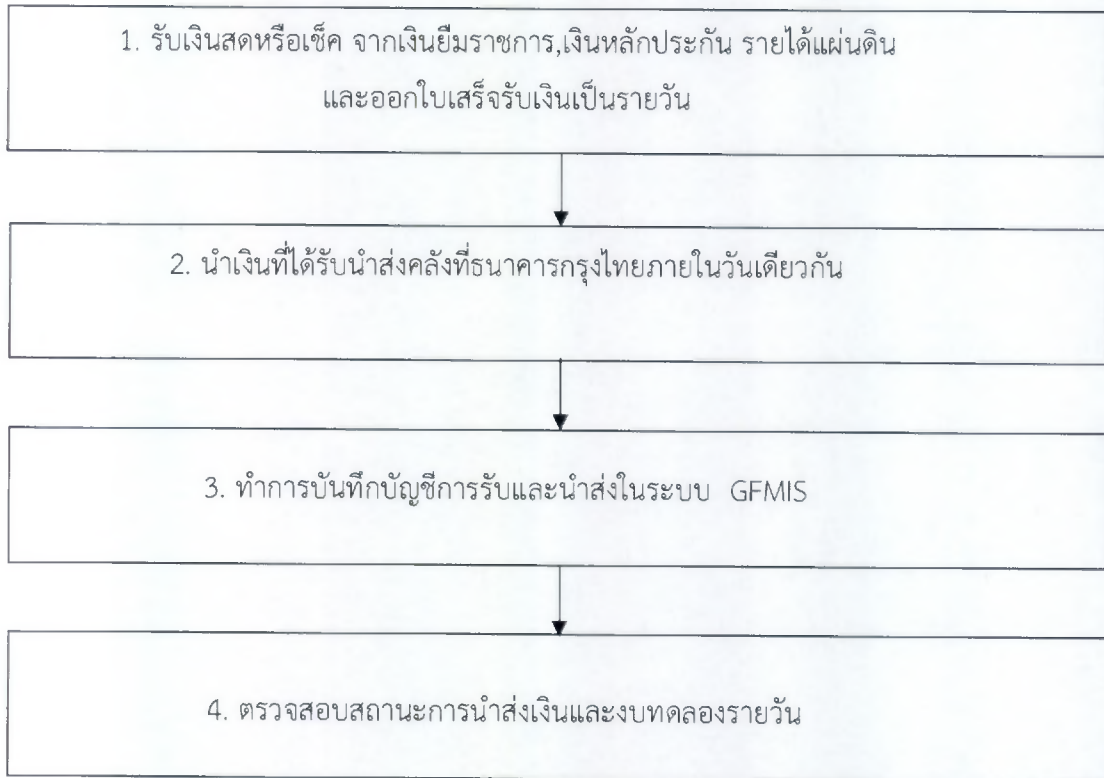 1. รับเงินสดหรือเช็ค จากเงินยืมราชการ,เงินหลักประกัน รายได้แผ่นดิน
และออกใบเสร็จรับเงินเป็นรายวัน
2. นำเงินที่ได้รับนำส่งคลังที่ธนาคารกรุงไทยภายในวันเดียวกัน
3. ทำการบันทึกบัญชีการรับและนำส่งในระบบ GFMIS
4. ตรวจสอบสถานะการนำส่งเงินและงบทดลองรายวัน